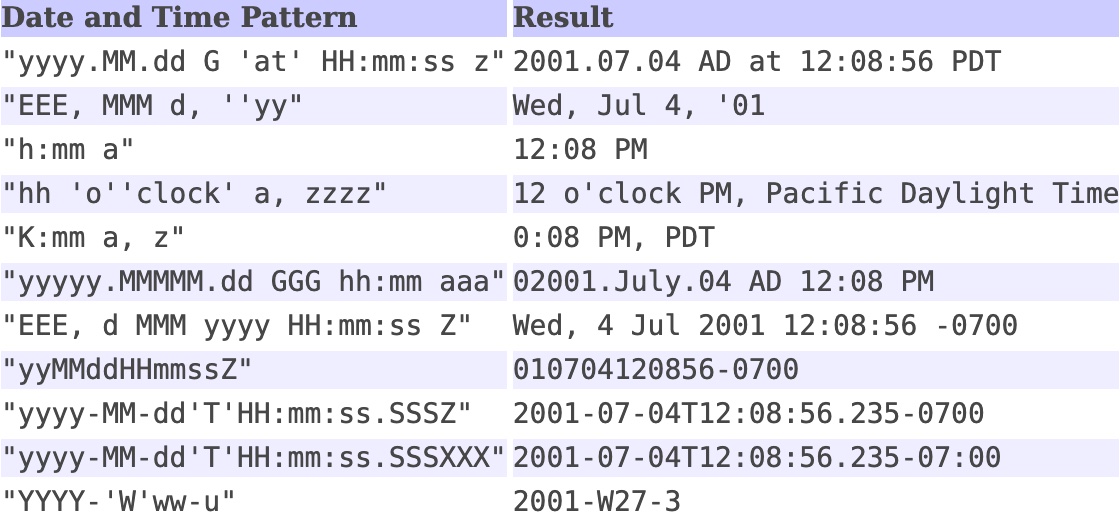 Date and Time Pattern Result
"yyyy.MM.dd G 'at' HH:mm:ss z" 2001.07.04 AD at 12:08:56 PDT
"EEE, MMM d, ''yy" Wed, Jul 4, '01
"h:mm a" 12:08 PM
"hh 'o''clock' a, zzzz" 12 o'clock PM, Pacific Daylight Time
"K:mm a, z" 0:08 PM, PDT
"yyyyy.MMMMM.dd GGG hh:mm aaa" 02001.July.04 AD 12:08 PM
"EEE, d MMM yyyy HH:mm:ss Z" Wed, 4 Jul 2001 12:08:56 -0700
"yyMMddHHmmssZ" 010704120856-0700
"yyyy-MM-dd'T'HH:mm:ss.SSSZ" 2001-07-04T12:08:56.235-0700
"yyyy-MM-dd'T'HH:mm:ss.SSSXXX" 2001-07-04T12:08:56.235-07:00
"YYYY-'W'ww-u" 2001-W27-3